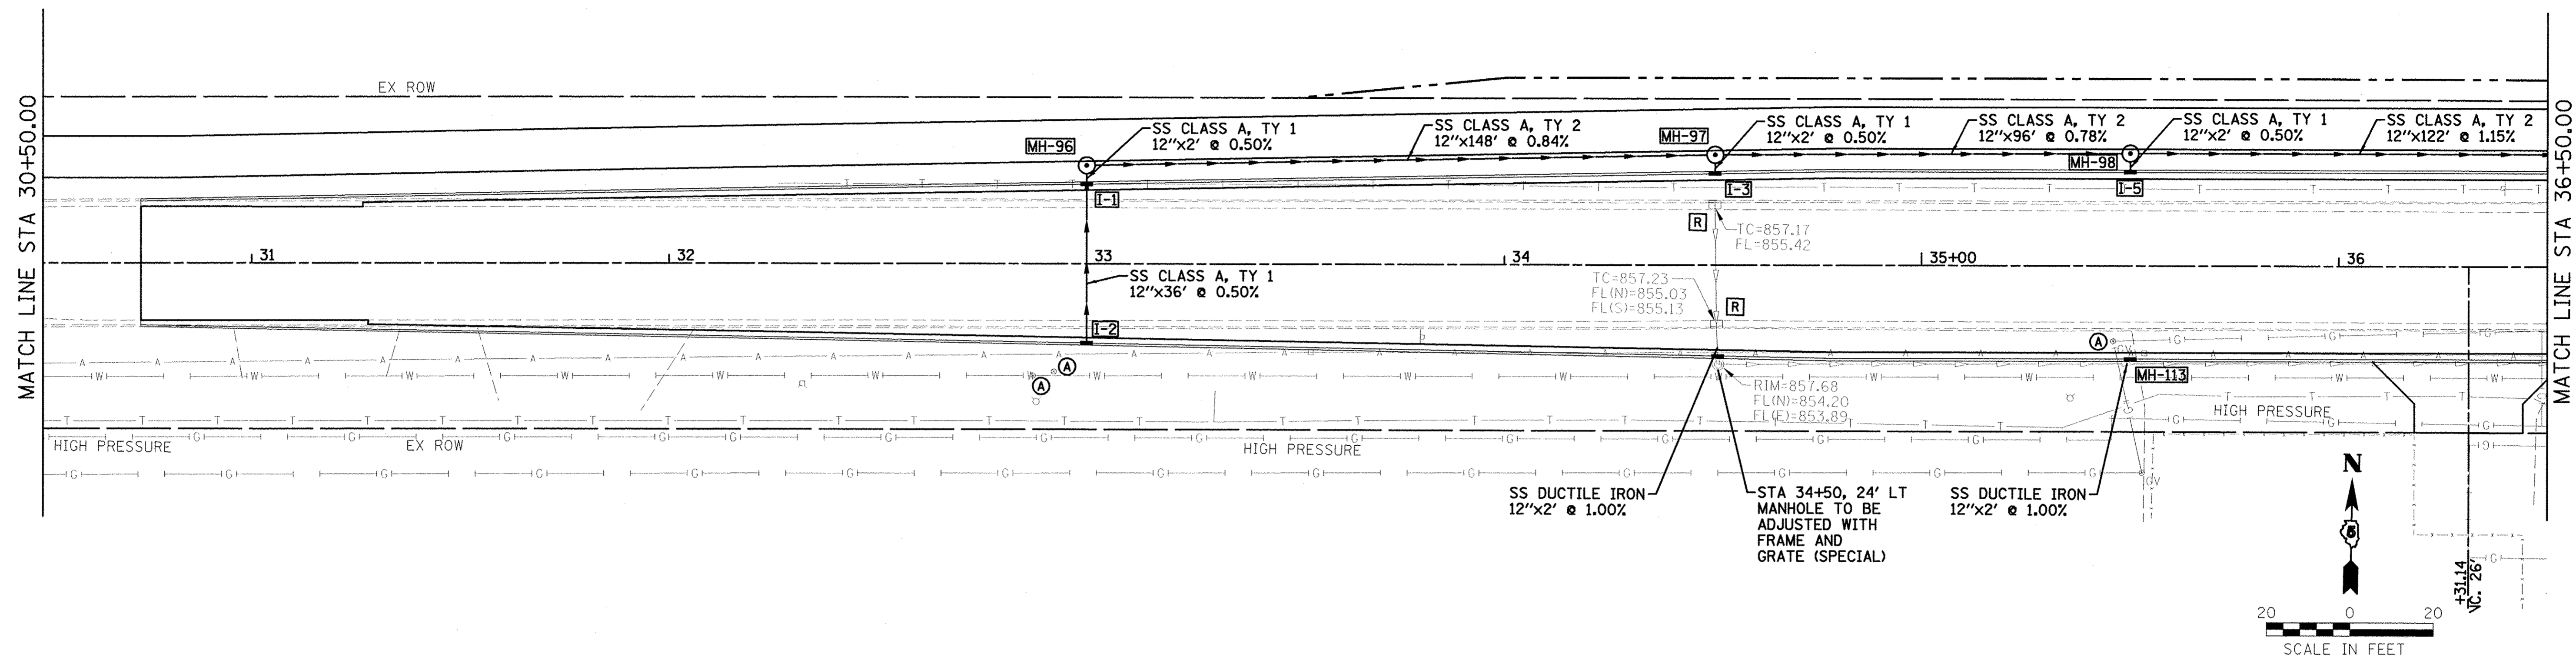 MATCH LINE STA 30+50.00
EX ROW
MH-96
SS CLASS A, TY 1
12"x2' @ 0.50%
SS CLASS A, TY 2
12"x148' @ 0.84%
MH-97
SS CLASS A, TY 1
12"x2' @ 0.50%
SS CLASS A, TY 2
12"x96' @ 0.78%
MH-98
SS CLASS A, TY 1
12"x2' @ 0.50%
SS CLASS A, TY 2
12"x122' @ 1.15%
MATCH LINE STA 36+50.00
I-1
I-3
I-5
R
TC=857.17
FL=855.42
31
32
33
34
35+00
36
SS CLASS A, TY 1
12"x36' @ 0.50%
TC=857.23
FL(N)=855.03
FL(S)=855.13
R
I-2
A
A
A
GV
MH-113
RIM=857.68
FL(N)=854.20
FL(E)=853.89
HIGH PRESSURE
HIGH PRESSURE
EX ROW
HIGH PRESSURE
GV
SS DUCTILE IRON
12"x2' @ 1.00%
STA 34+50, 24' LT
MANHOLE TO BE
ADJUSTED WITH
FRAME AND
GRATE (SPECIAL)
SS DUCTILE IRON
12"x2' @ 1.00%
N
5
+31.14
NC. 26'
20 0 20
SCALE IN FEET